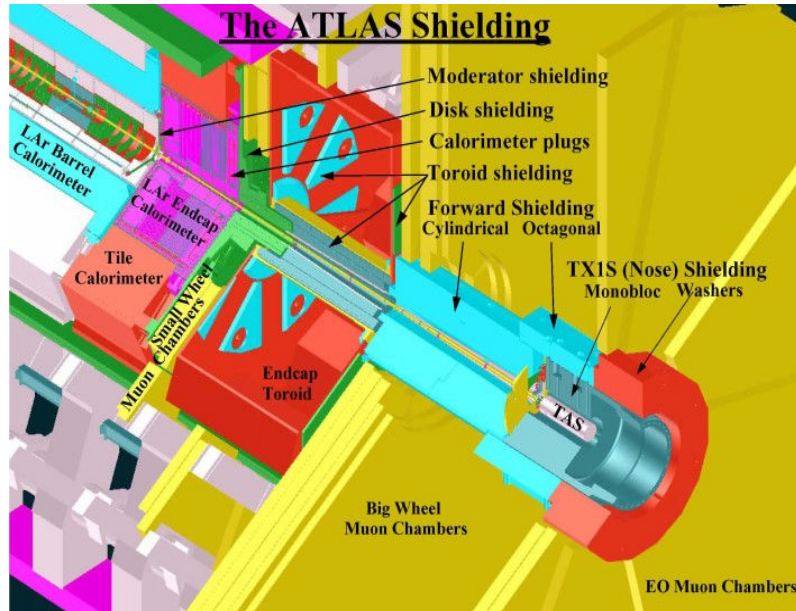 The ATLAS Shielding
Moderator shielding
Disk shielding
Calorimeter plugs
Toroid shielding
Forward Shielding
Cylindrical Octagonal
TX1S (Nose) Shielding
Monobloc Washers
LAr Barrel
Calorimeter
LAr Endcap
Calorimeter
Tile
Calorimeter
Small Wheel
Muon Chambers
Endcap
Toroid
TAS
Big Wheel
Muon Chambers
EO Muon Chambers